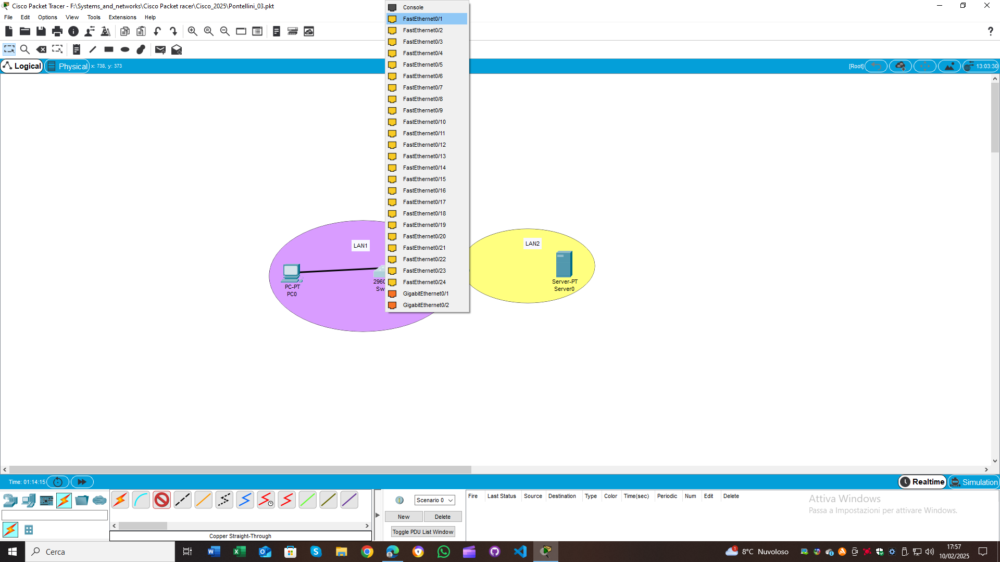 Cisco Packet Tracer - F:\Systems_and_networks\Cisco Packet racer\Cisco_2025\Pontellini_03.pkt
File Edit Options View Tools Extensions Help
Logical Physical x: 738, y: 373
[Root] 13:03:30
Console
FastEthernet0/1
FastEthernet0/2
FastEthernet0/3
FastEthernet0/4
FastEthernet0/5
FastEthernet0/6
FastEthernet0/7
FastEthernet0/8
FastEthernet0/9
FastEthernet0/10
FastEthernet0/11
FastEthernet0/12
FastEthernet0/13
FastEthernet0/14
FastEthernet0/15
FastEthernet0/16
FastEthernet0/17
FastEthernet0/18
FastEthernet0/19
FastEthernet0/20
FastEthernet0/21
FastEthernet0/22
FastEthernet0/23
FastEthernet0/24
GigabitEthernet0/1
GigabitEthernet0/2
LAN1
PC-PT
PC0
2960
Sw
LAN2
Server-PT
Server0
Time: 01:14:15
Realtime Simulation
Copper Straight-Through
Scenario 0
New Delete
Toggle PDU List Window
Fire Last Status Source Destination Type Color Time(sec) Periodic Num Edit Delete
Attiva Windows
Passa a Impostazioni per attivare Windows.
Cerca
1
8°C Nuvoloso
17:57
10/02/2025